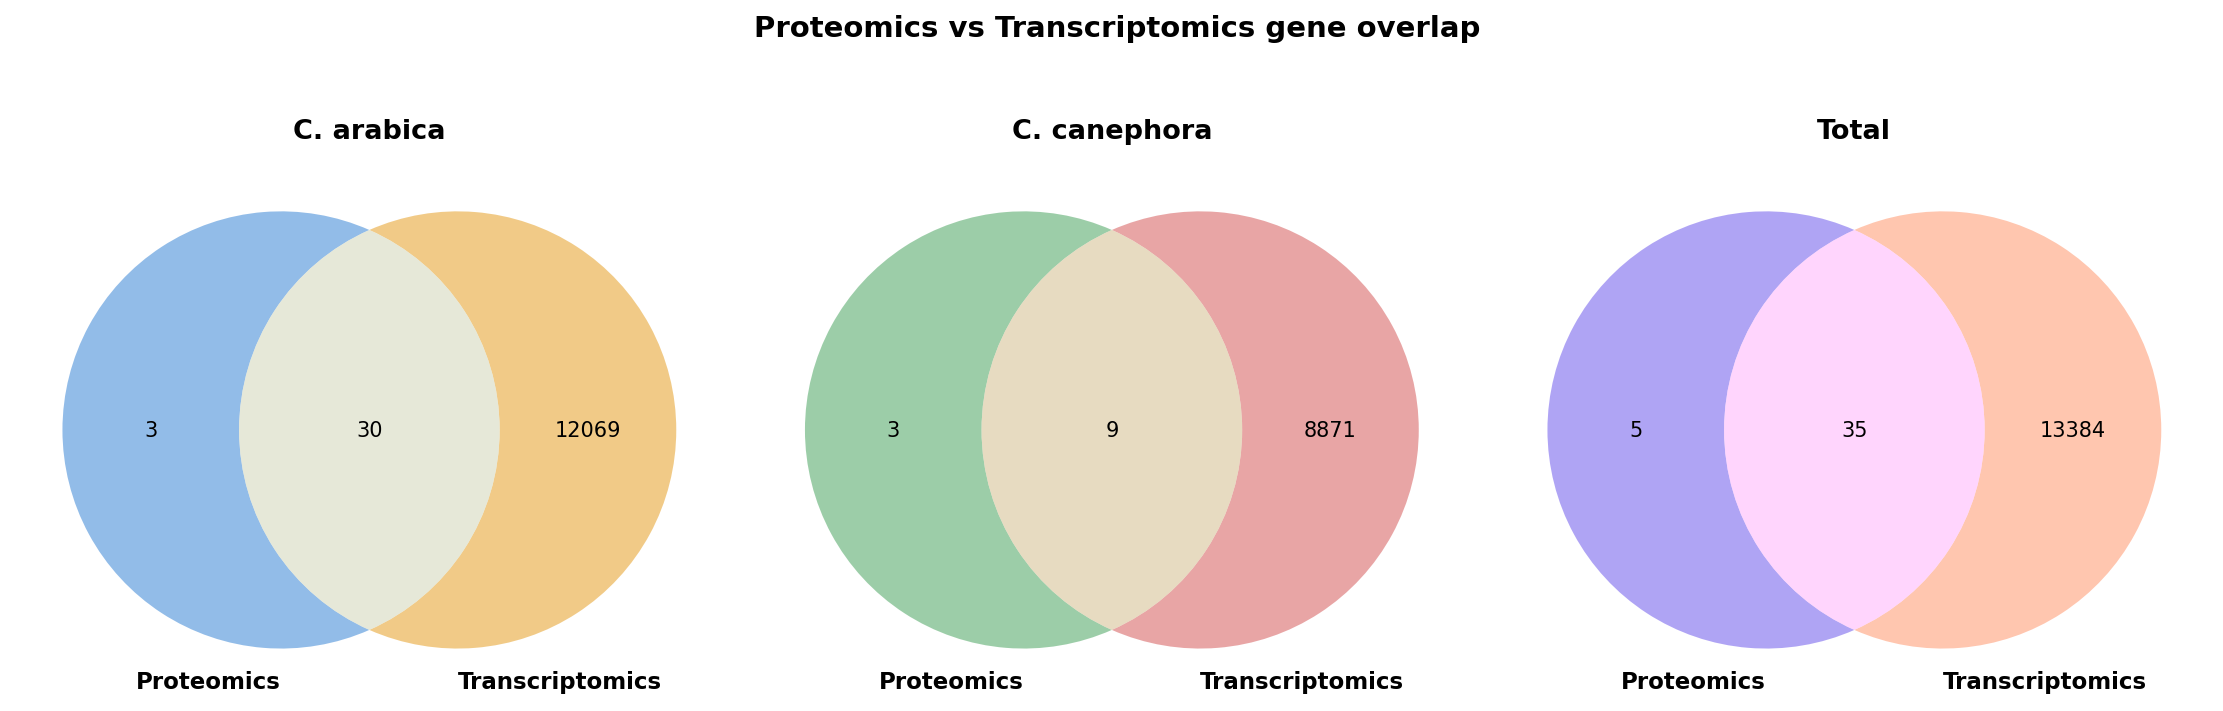 Proteomics vs Transcriptomics gene overlap
C. arabica
C. canephora
Total
3
30
12069
3
9
8871
5
35
13384
Proteomics
Transcriptomics
Proteomics
Transcriptomics
Proteomics
Transcriptomics